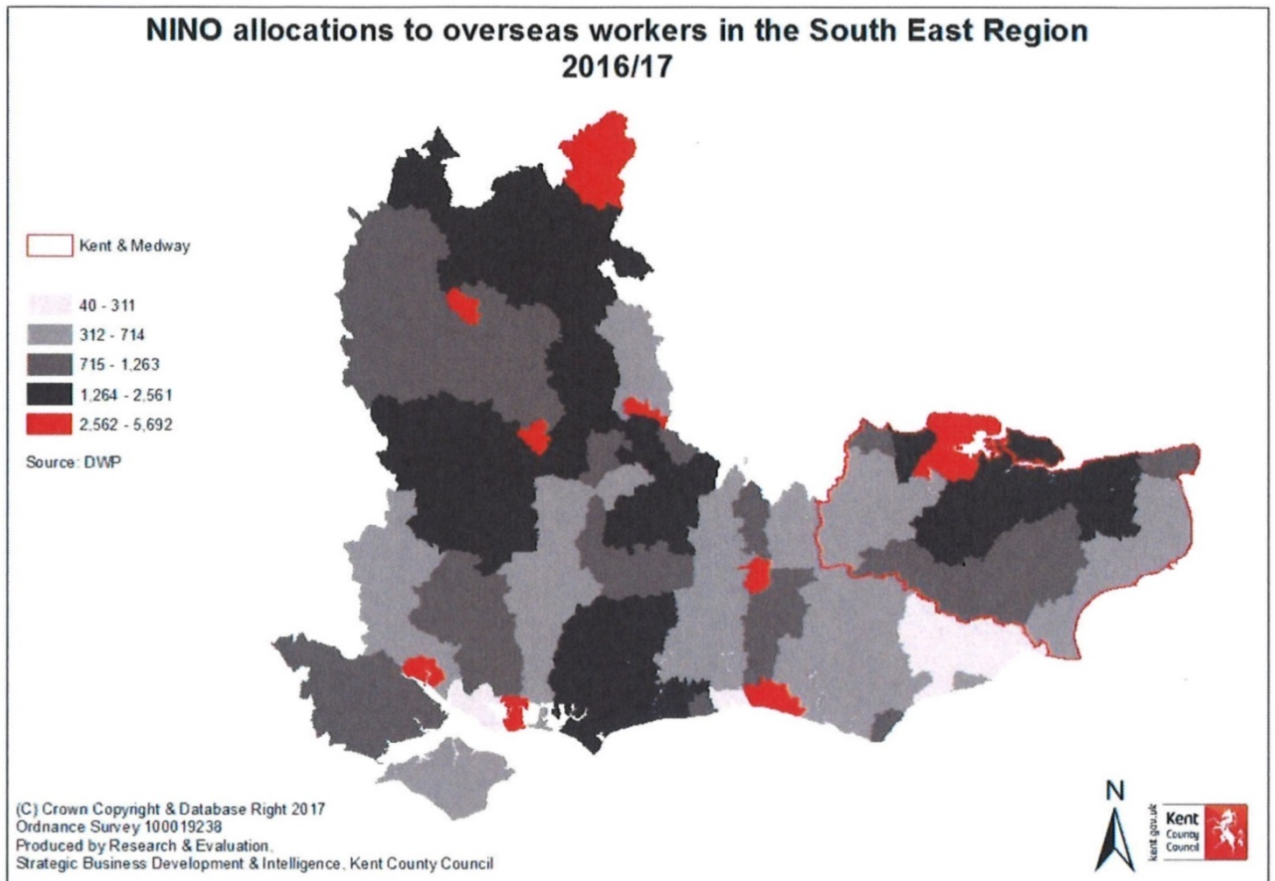 NINO allocations to overseas workers in the South East Region
2016/17
Kent & Medway
40 - 311
312 - 714
715 - 1,263
1,264 - 2,561
2,562 - 5,692
Source: DWP
(C) Crown Copyright & Database Right 2017
Ordnance Survey 100019238
Produced by Research & Evaluation,
Strategic Business Development & Intelligence, Kent County Council
N
kent.gov.uk
Kent
County
Council